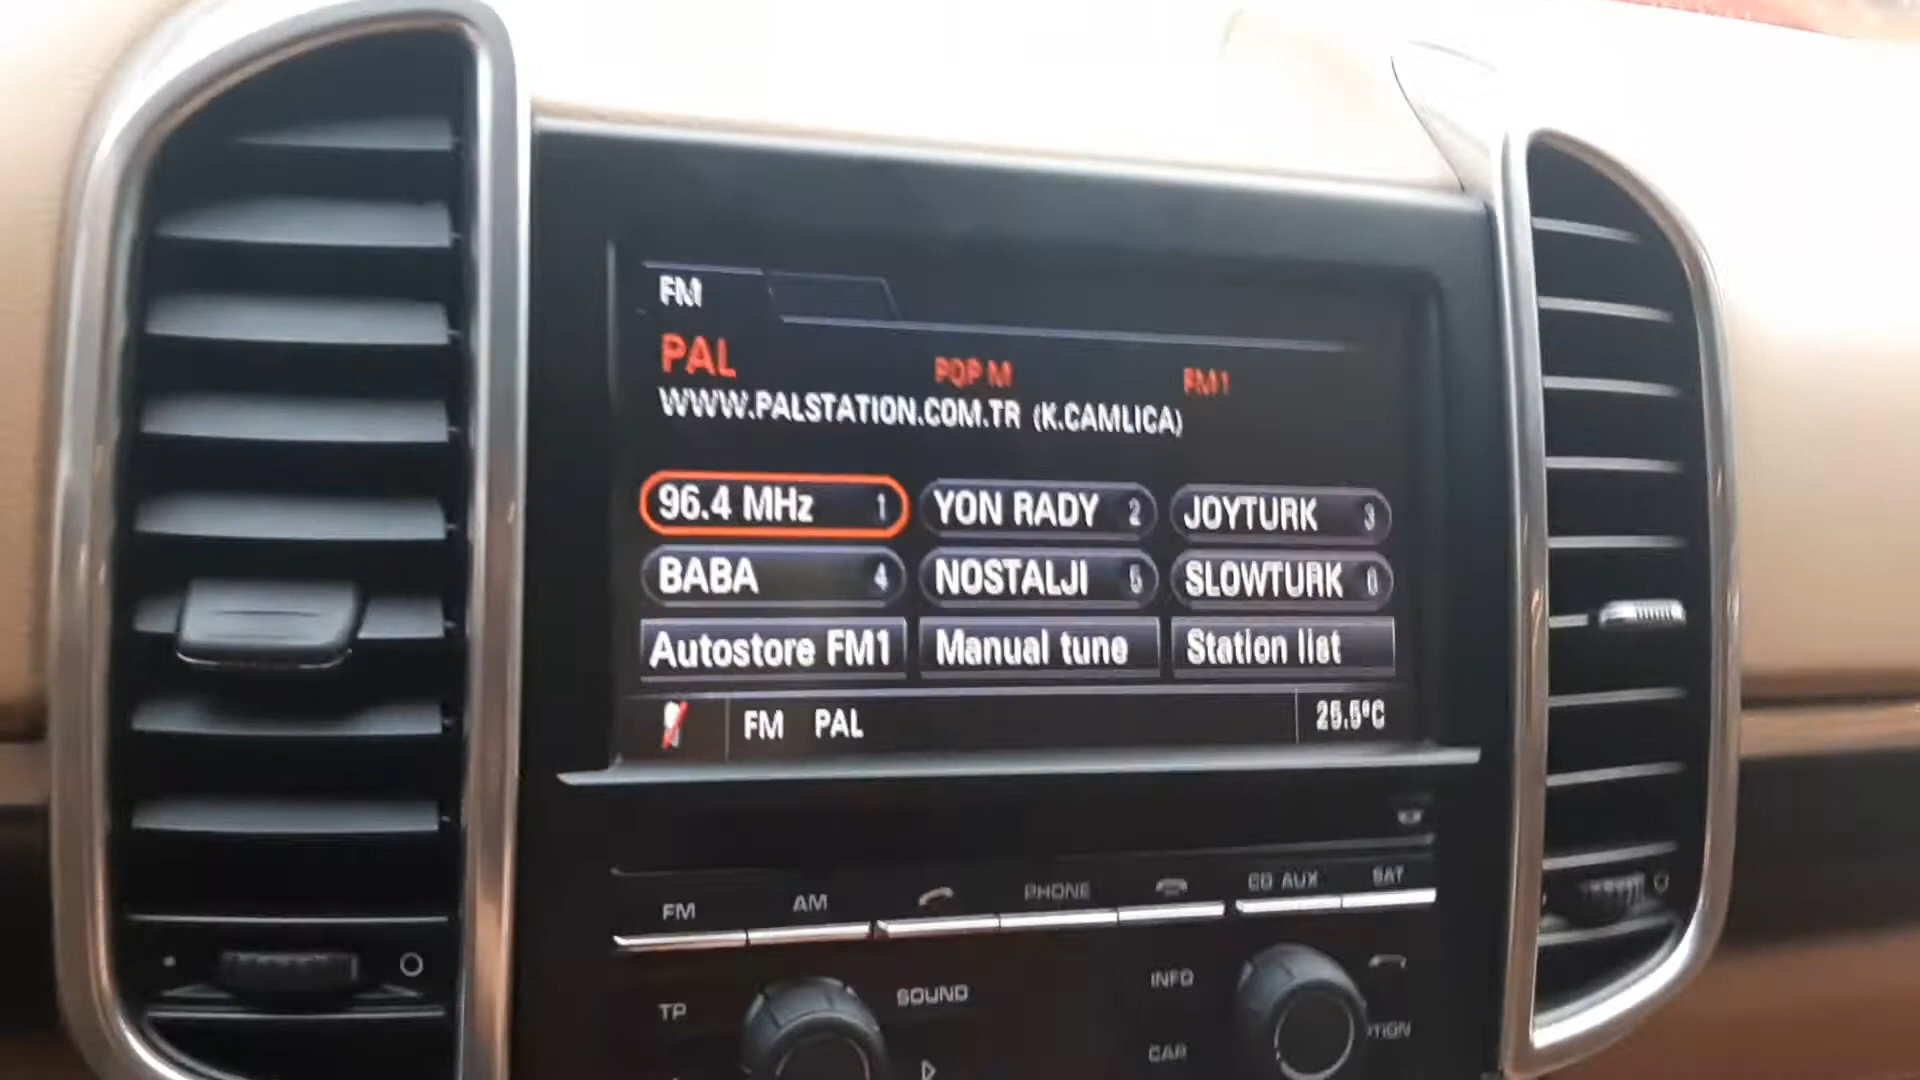 FM
PAL POP M FM1
WWW.PALSTATION.COM.TR (K.CAMLICA)
96.4 MHz 1 YON RADY 2 JOYTURK 3
BABA 4 NOSTALJI 5 SLOWTURK 6
Autostore FM1 Manual tune Station list
FM PAL 25.5°C
FM AM PHONE CD AUX SAT
TP SOUND INFO
CAR